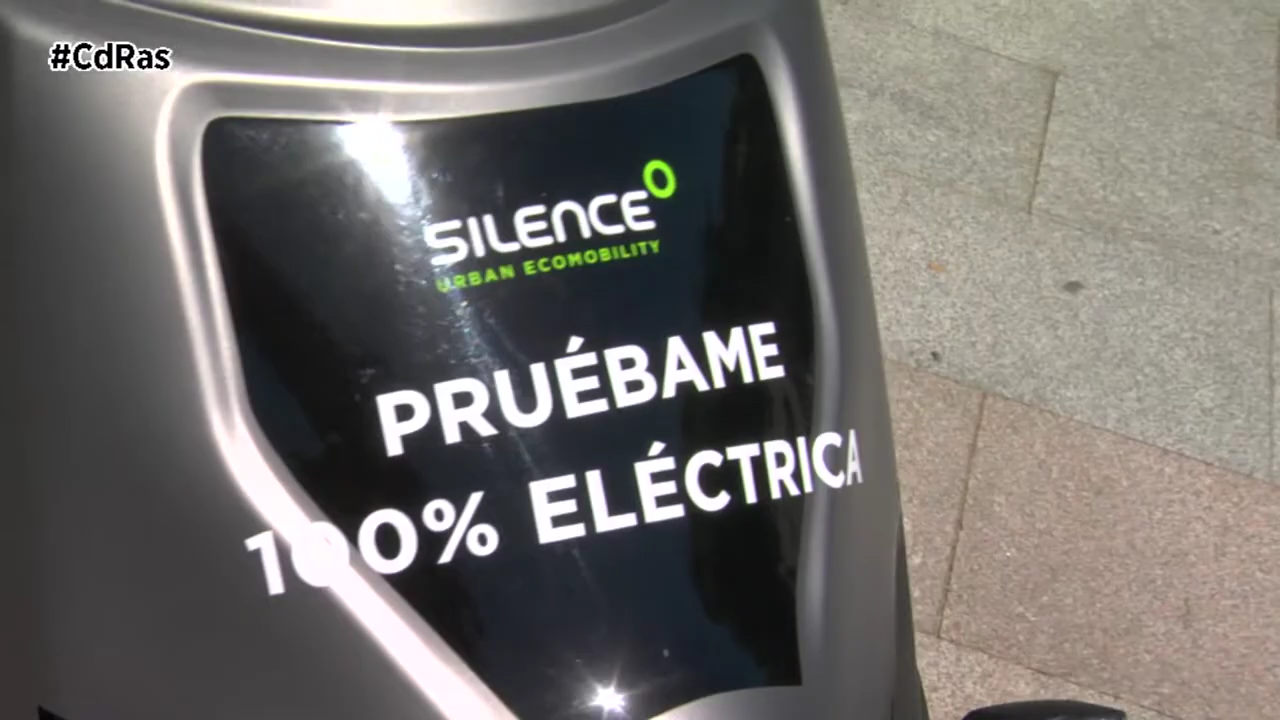 #CdRas
SILENCE
URBAN ECOMOBILITY
PRUÉBAME
100% ELÉCTRICA